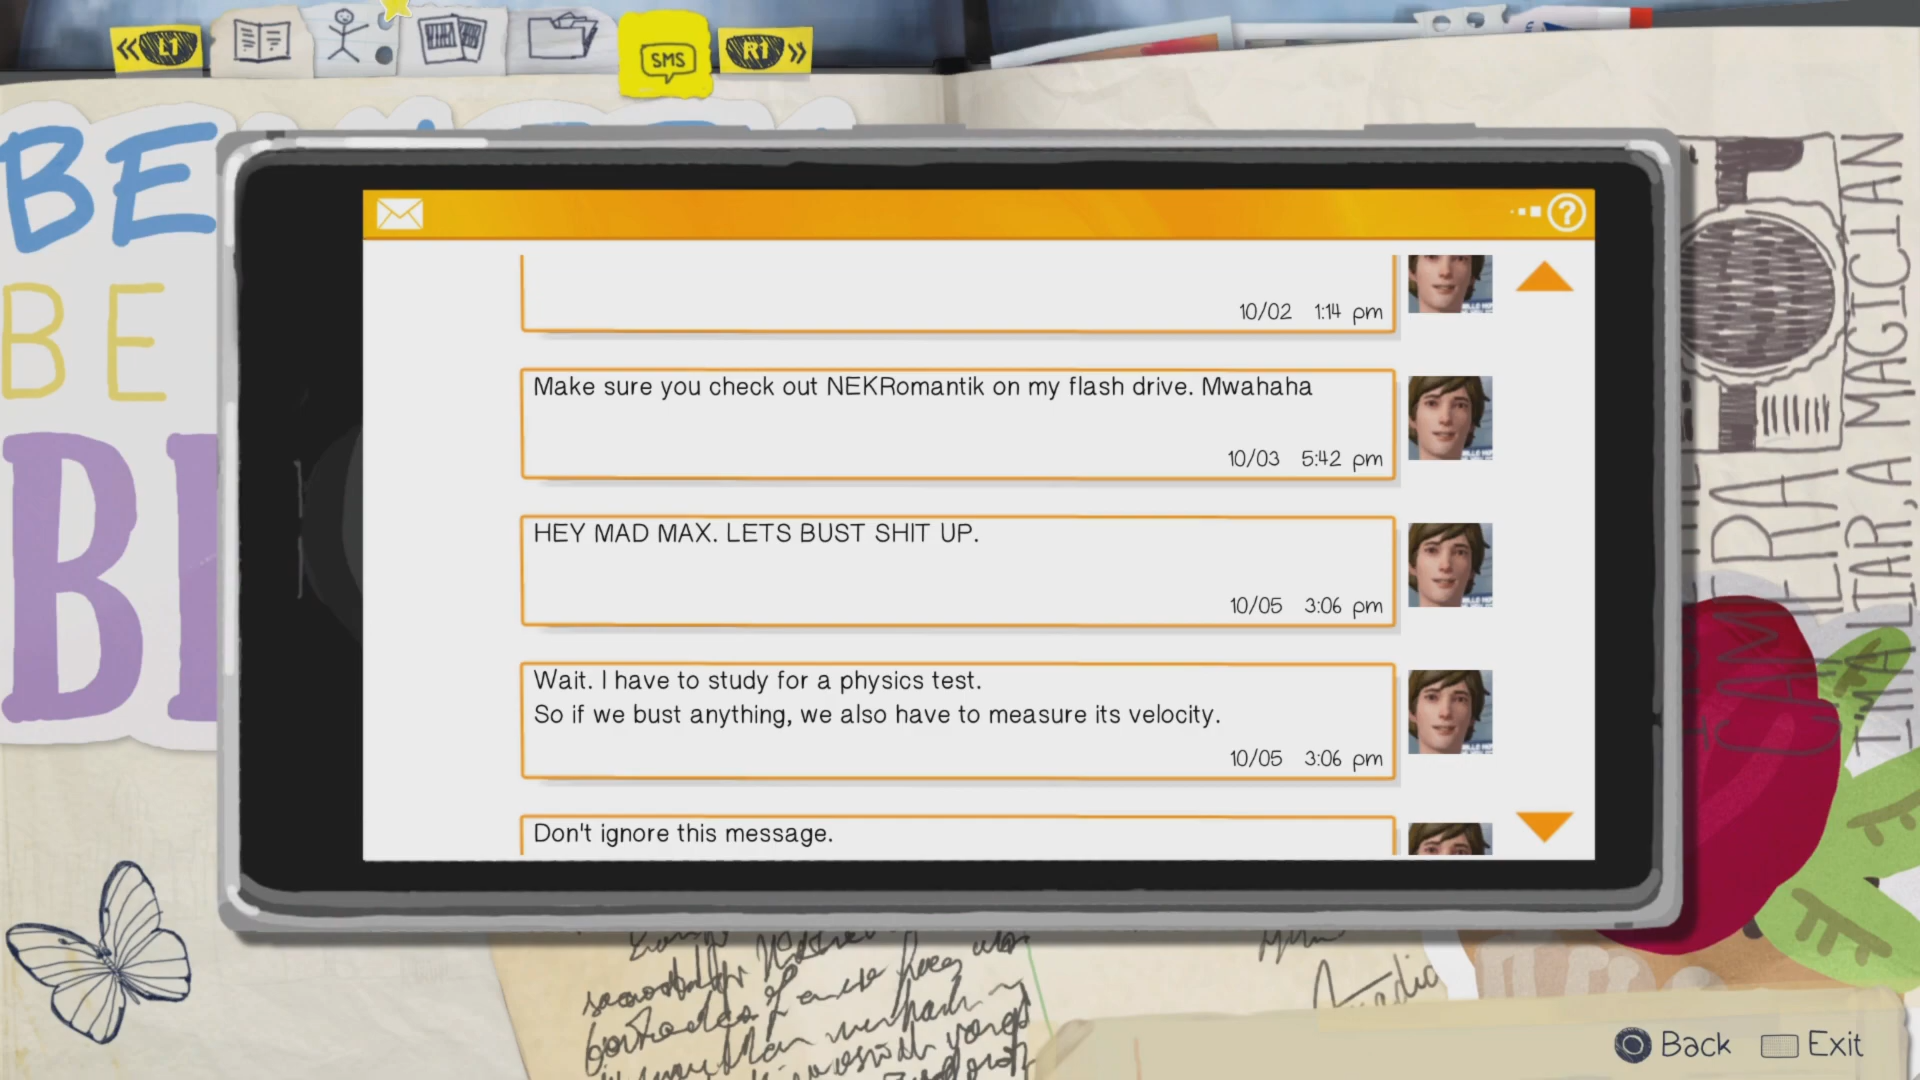 L1
SMS
R1
BE
BE
10/02 1:14 pm
Make sure you check out NEKRomantik on my flash drive. Mwahaha
10/03 5:42 pm
HEY MAD MAX. LETS BUST SHIT UP.
10/05 3:06 pm
Wait. I have to study for a physics test.
So if we bust anything, we also have to measure its velocity.
10/05 3:06 pm
Don't ignore this message.
CAMERA
I'M A LIAR, A MAGICIAN
Back
Exit